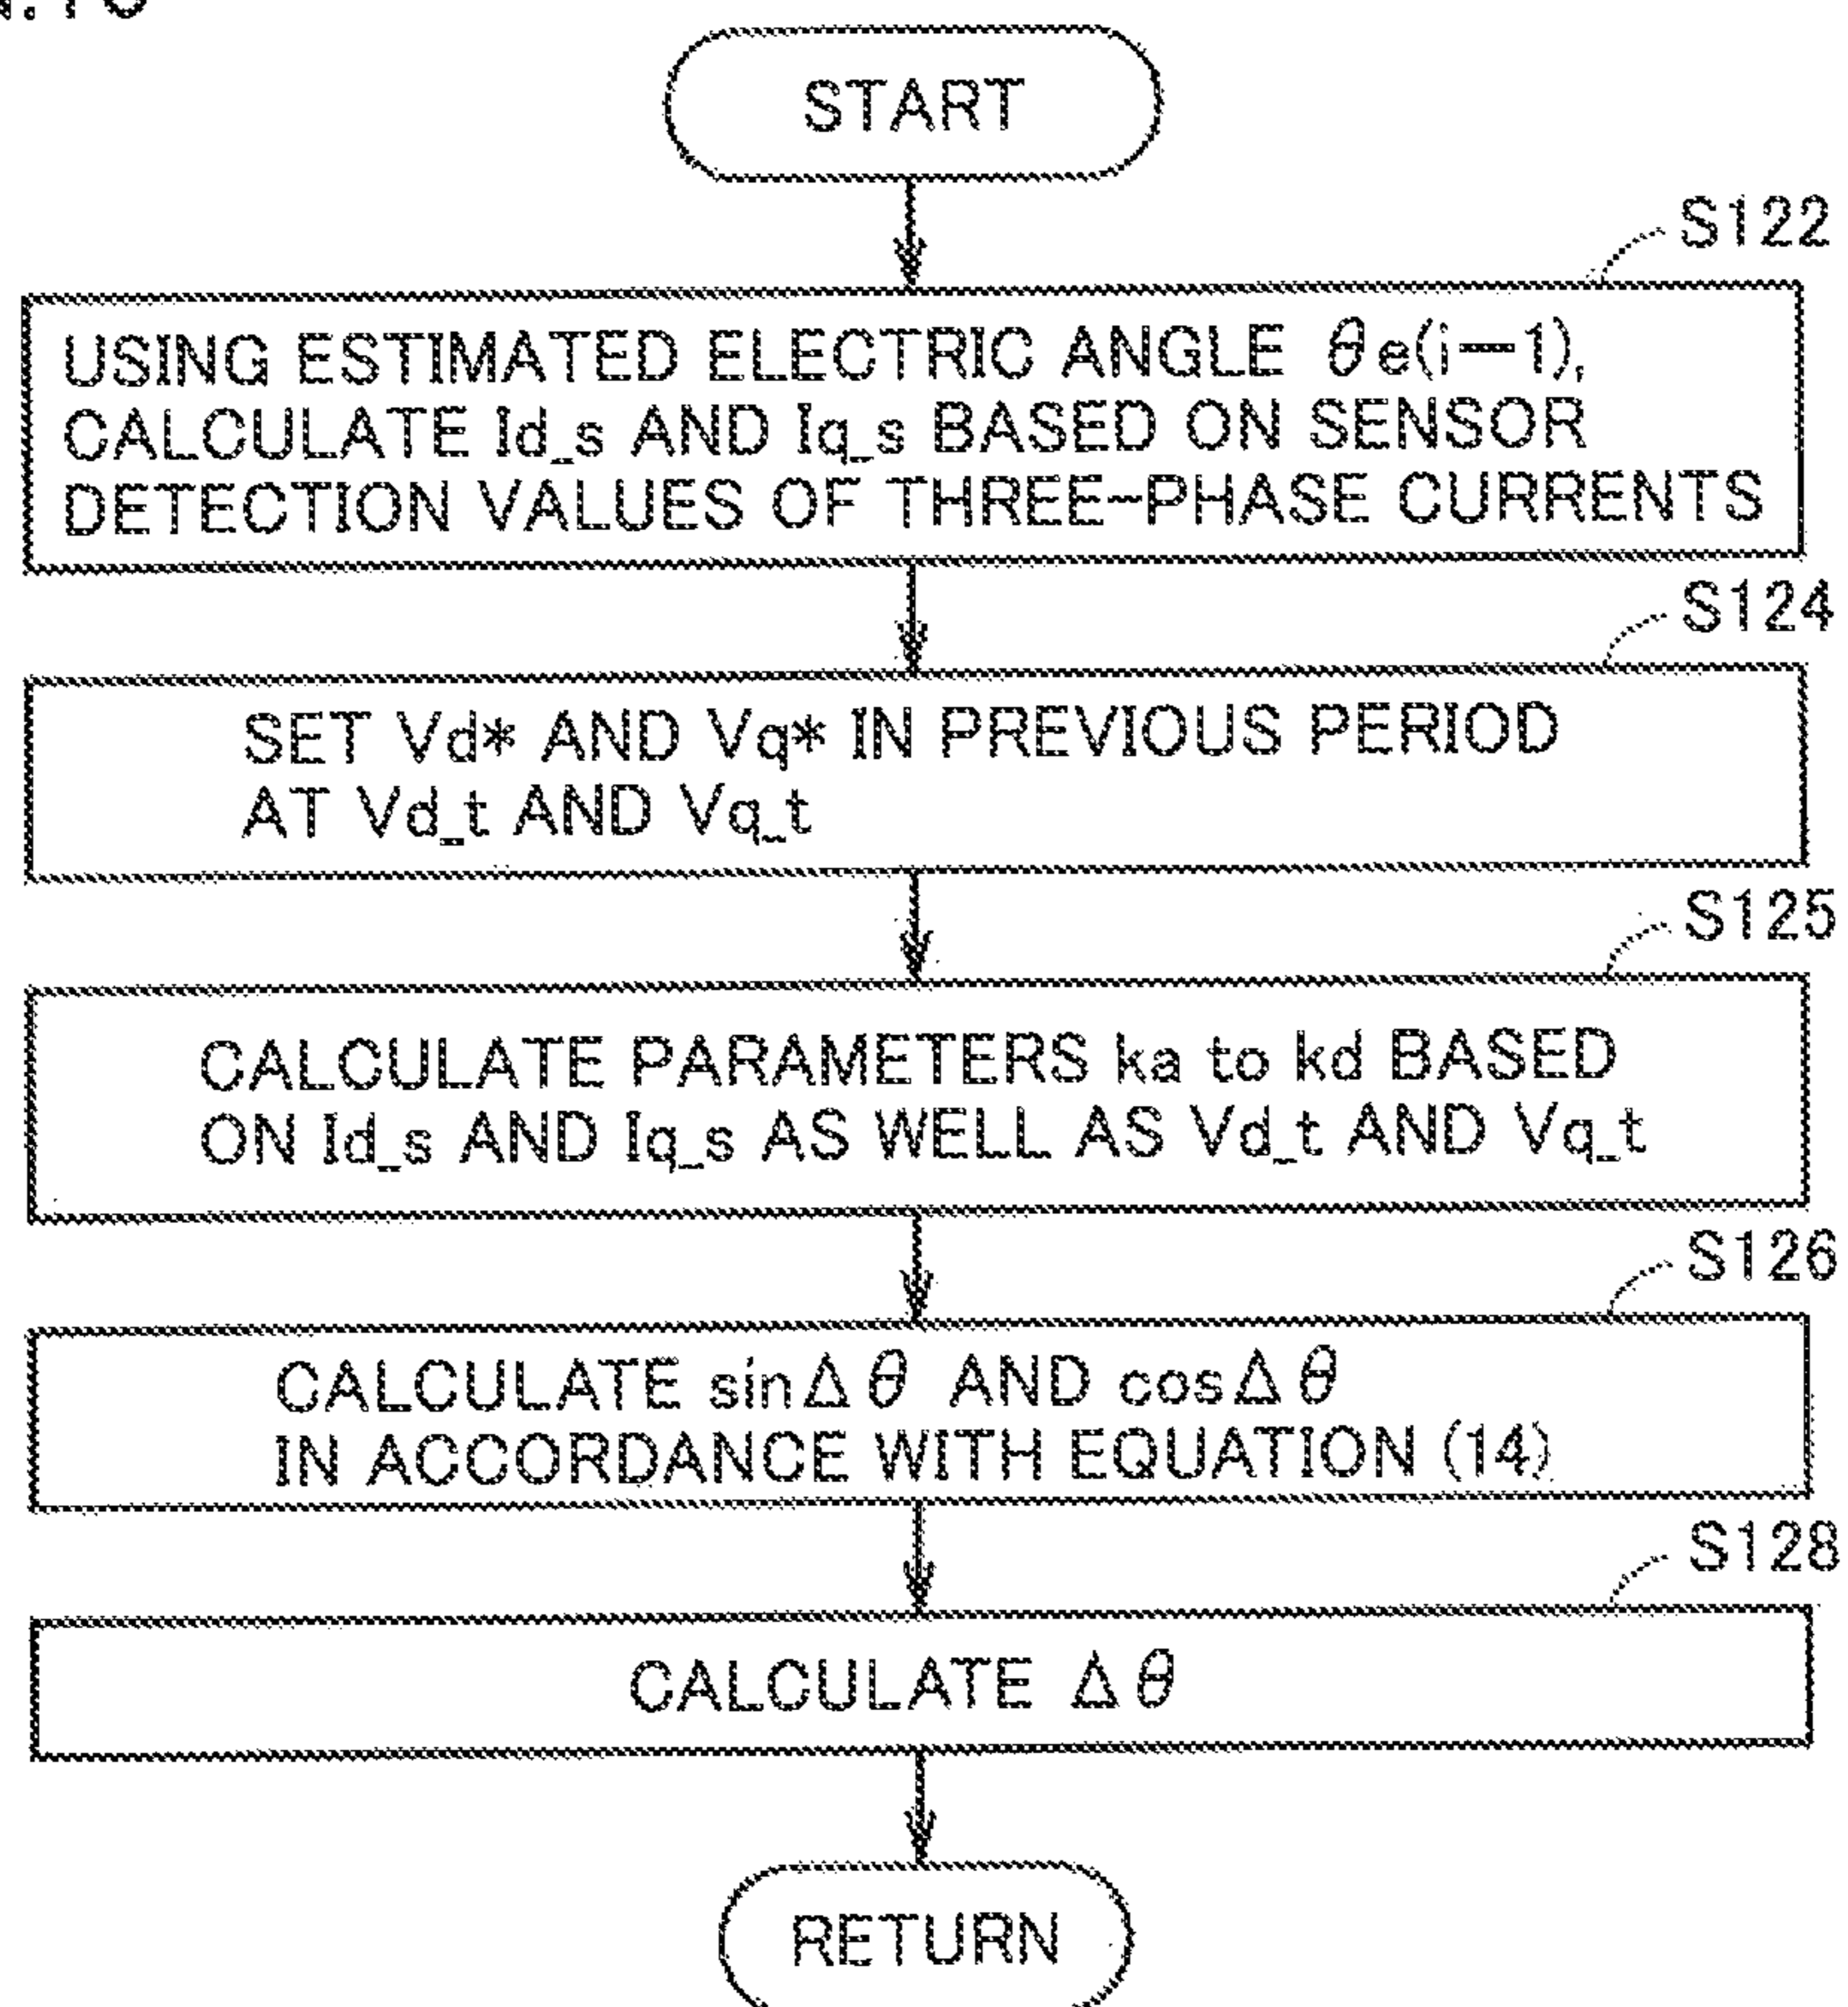 START
S122
USING ESTIMATED ELECTRIC ANGLE θe(i-1),
CALCULATE Id_s AND Iq_s BASED ON SENSOR
DETECTION VALUES OF THREE-PHASE CURRENTS
S124
SET Vd* AND Vq* IN PREVIOUS PERIOD
AT Vd_t AND Vq_t
S125
CALCULATE PARAMETERS ka to kd BASED
ON Id_s AND Iq_s AS WELL AS Vd_t AND Vq_t
S126
CALCULATE sinΔθ AND cosΔθ
IN ACCORDANCE WITH EQUATION (14)
S128
CALCULATE Δθ
RETURN